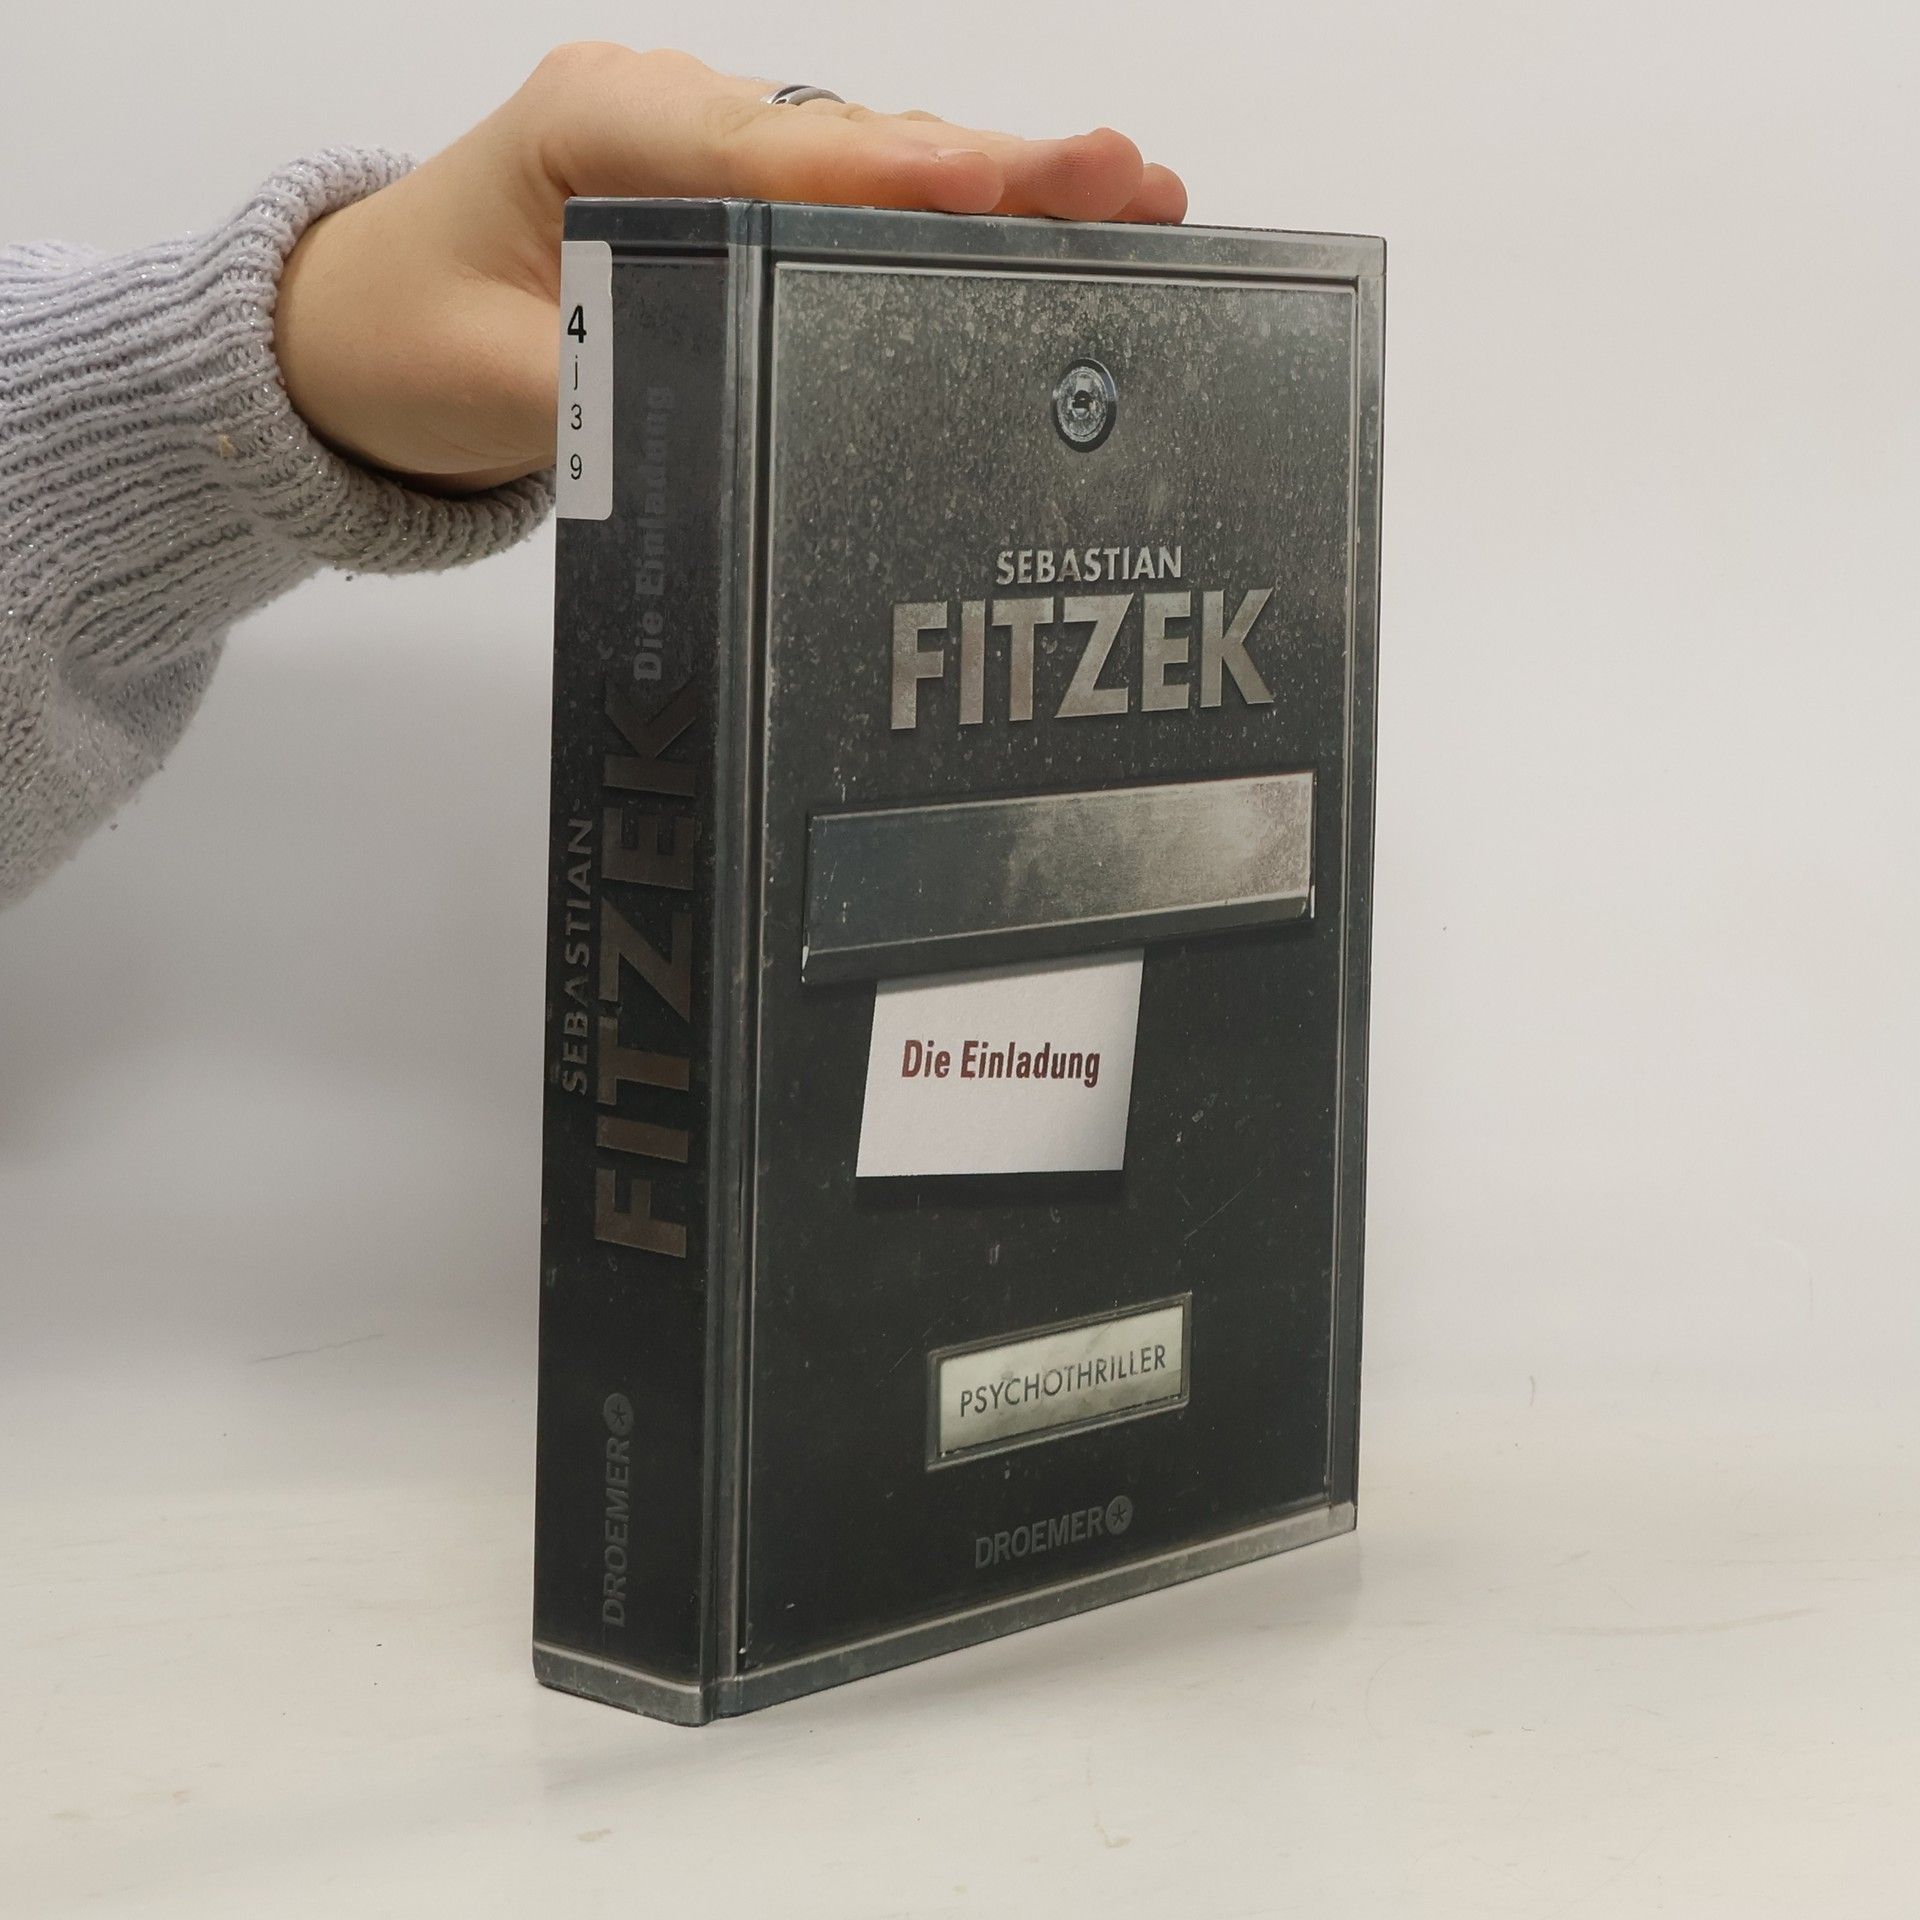 4
j
3
9
Die Einladung
SEBASTIAN
FITZEK
DROEMER
SEBASTIAN
FITZEK
Die Einladung
PSYCHOTHRILLER
DROEMER